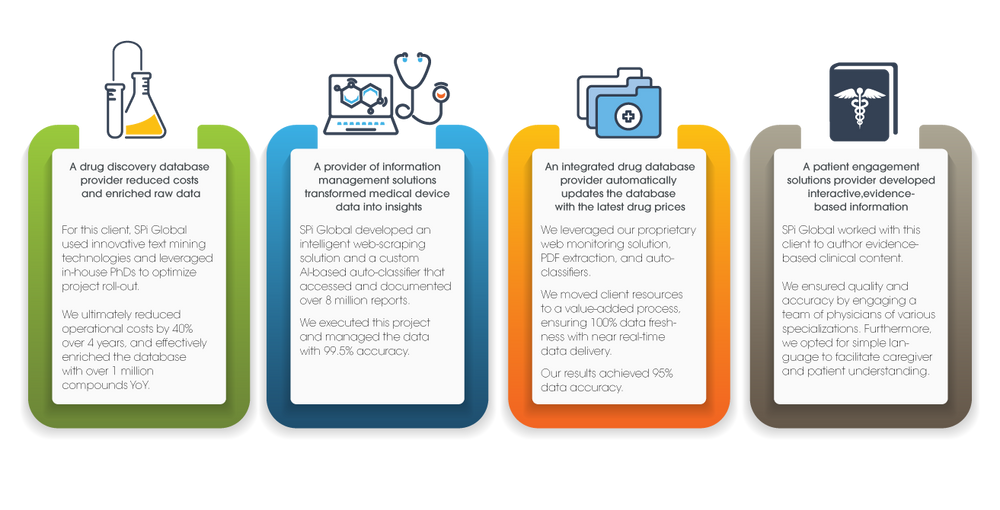 A drug discovery database
provider reduced costs
and enriched raw data
For this client, SPi Global
used innovative text mining
technologies and leveraged
in-house PhDs to optimize
project roll-out.
We ultimately reduced
operational costs by 40%
over 4 years, and effectively
enriched the database
with over 1 million
compounds YoY.
A provider of information
management solutions
transformed medical device
data into insights
SPi Global developed an
intelligent web-scraping
solution and a custom
AI-based auto-classifier that
accessed and documented
over 8 million reports.
We executed this project
and managed the data
with 99.5% accuracy.
An integrated drug database
provider automatically
updates the database
with the latest drug prices
We leveraged our proprietary
web monitoring solution,
PDF extraction, and auto-
classifiers.
We moved client resources
to a value-added process,
ensuring 100% data fresh-
ness with near real-time
data delivery.
Our results achieved 95%
data accuracy.
A patient engagement
solutions provider developed
interactive,evidence-
based information
SPi Global worked with this
client to author evidence-
based clinical content.
We ensured quality and
accuracy by engaging a
team of physicians of various
specializations. Furthermore,
we opted for simple lan-
guage to facilitate caregiver
and patient understanding.